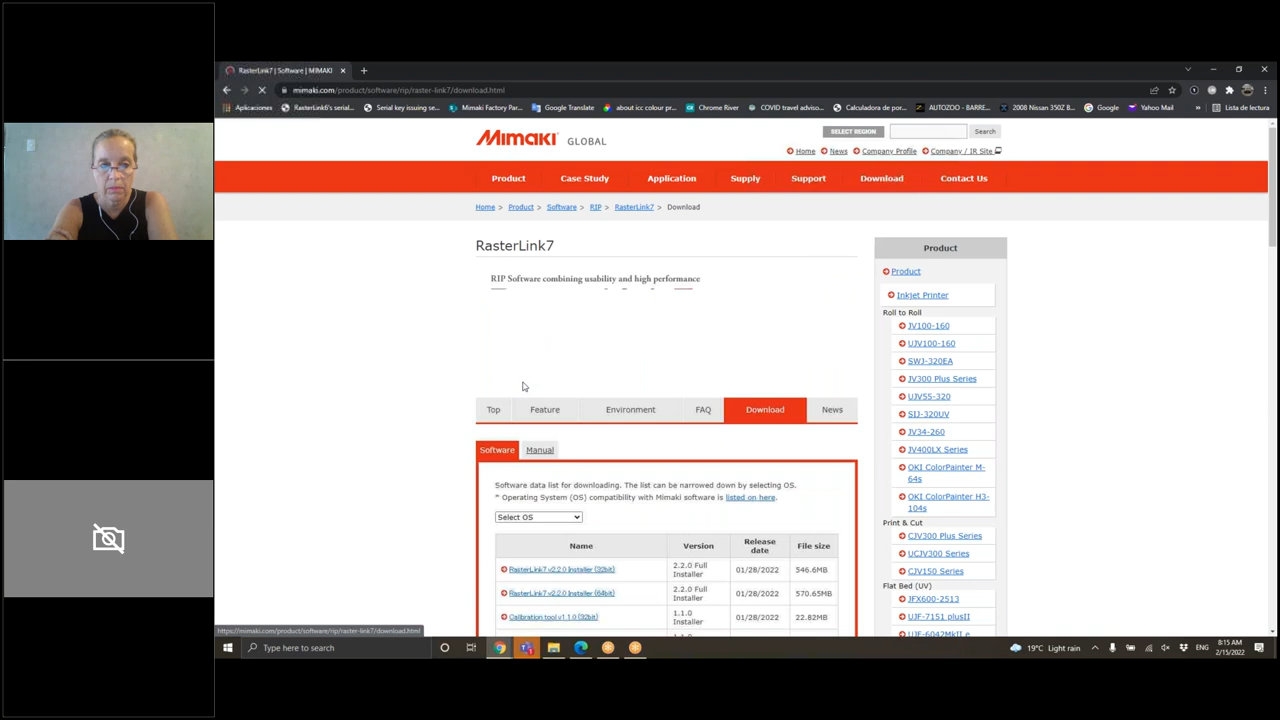 RasterLink7 | Software | MIMAKI
mimaki.com/product/software/rip/raster-link7/download.html
Aplicaciones
RasterLink6's serial...
Serial key issuing se...
Mimaki Factory Par...
Google Translate
about icc colour pr...
Chrome River
COVID travel adviso...
Calculadora de por...
AUTOZOO - BARRE...
2008 Nissan 350Z B...
Google
Yahoo Mail
»
Lista de lectura
Mimaki GLOBAL
SELECT REGION
Search
Home
News
Company Profile
Company / IR Site
Product
Case Study
Application
Supply
Support
Download
Contact Us
Home > Product > Software > RIP > RasterLink7 > Download
RasterLink7
RIP Software combining usability and high performance
Top
Feature
Environment
FAQ
Download
News
Software
Manual
Software data list for downloading. The list can be narrowed down by selecting OS.
* Operating System (OS) compatibility with Mimaki software is listed on here.
Select OS
Name
Version
Release date
File size
RasterLink7 v2.2.0 Installer (32bit)
2.2.0 Full Installer
01/28/2022
546.6MB
RasterLink7 v2.2.0 Installer (64bit)
2.2.0 Full Installer
01/28/2022
570.65MB
Calibration tool v1.1.0 (32bit)
1.1.0 Installer
01/28/2022
22.82MB
Product
Product
Inkjet Printer
Roll to Roll
JV100-160
UJV100-160
SWJ-320EA
JV300 Plus Series
UJV55-320
SIJ-320UV
JV34-260
JV400LX Series
OKI ColorPainter M-
64s
OKI ColorPainter H3-
104s
Print & Cut
CJV300 Plus Series
UCJV300 Series
CJV150 Series
Flat Bed (UV)
JFX600-2513
UJF-7151 plusII
UJF-6042MkII e
https://mimaki.com/product/software/rip/raster-link7/download.html
Type here to search
19°C Light rain
ENG
8:15 AM
2/15/2022